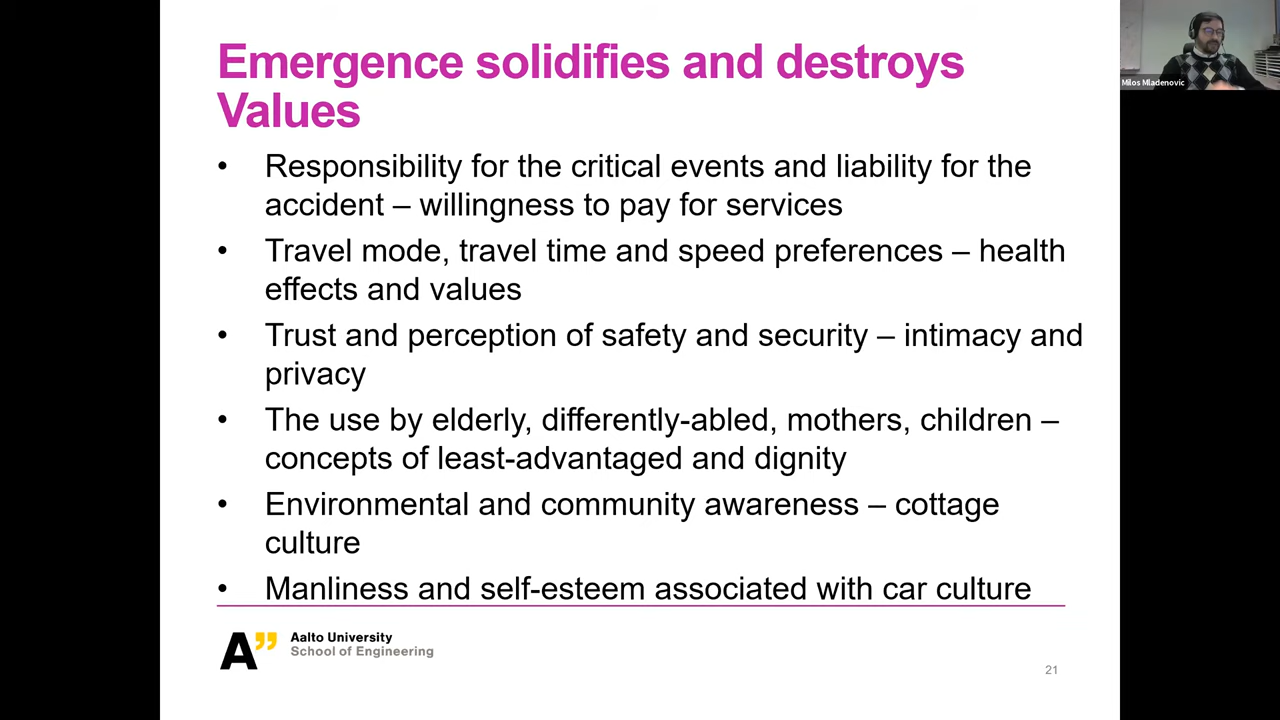 Emergence solidifies and destroys
Values
• Responsibility for the critical events and liability for the
accident – willingness to pay for services
• Travel mode, travel time and speed preferences – health
effects and values
• Trust and perception of safety and security – intimacy and
privacy
• The use by elderly, differently-abled, mothers, children –
concepts of least-advantaged and dignity
• Environmental and community awareness – cottage
culture
• Manliness and self-esteem associated with car culture
A”
Aalto University
School of Engineering
21
Milos Mladenovic